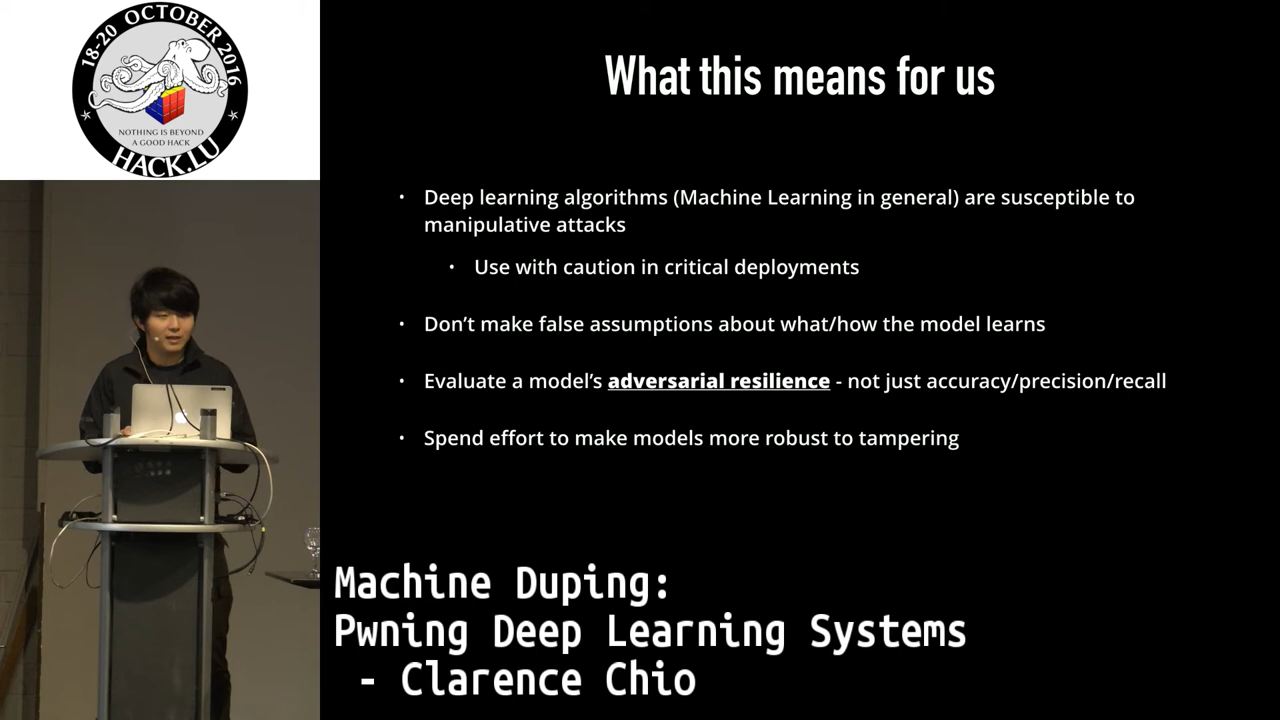 18-20 OCTOBER 2016
NOTHING IS BEYOND
A GOOD HACK
HACK.LU
What this means for us
• Deep learning algorithms (Machine Learning in general) are susceptible to
manipulative attacks
• Use with caution in critical deployments
• Don’t make false assumptions about what/how the model learns
• Evaluate a model’s adversarial resilience - not just accuracy/precision/recall
• Spend effort to make models more robust to tampering
Machine Duping:
Pwning Deep Learning Systems
- Clarence Chio